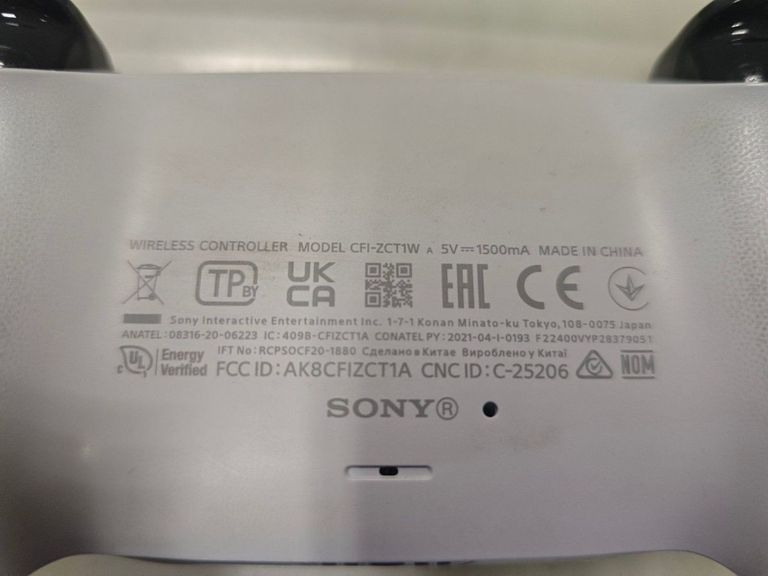 WIRELESS CONTROLLER MODEL CFI-ZCT1W A 5V⎓1500mA MADE IN CHINA
TP BY UK CA EAC CE
Sony Interactive Entertainment Inc. 1-7-1 Konan Minato-ku Tokyo, 108-0075 Japan
ANATEL: 08316-20-06223 IC: 409B-CFIZCT1A CONATEL PY: 2021-04-I-0193 F22400VYP28379051
c UL Energy Verified IFT No: RCPSOCF20-1880 Сделано в Китае Вироблено у Китаї
FCC ID: AK8CFIZCT1A CNC ID: C-25206 NOM
SONY®